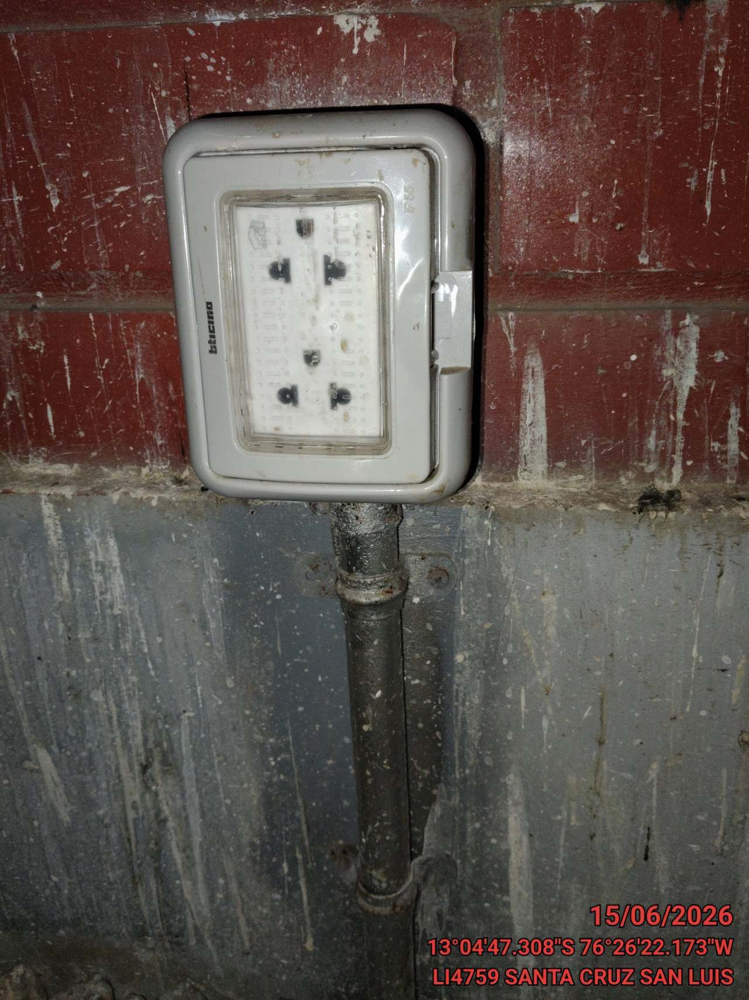 IP55
bticino
15/06/2026
13°04'47.308"S 76°26'22.173"W
LI4759 SANTA CRUZ SAN LUIS